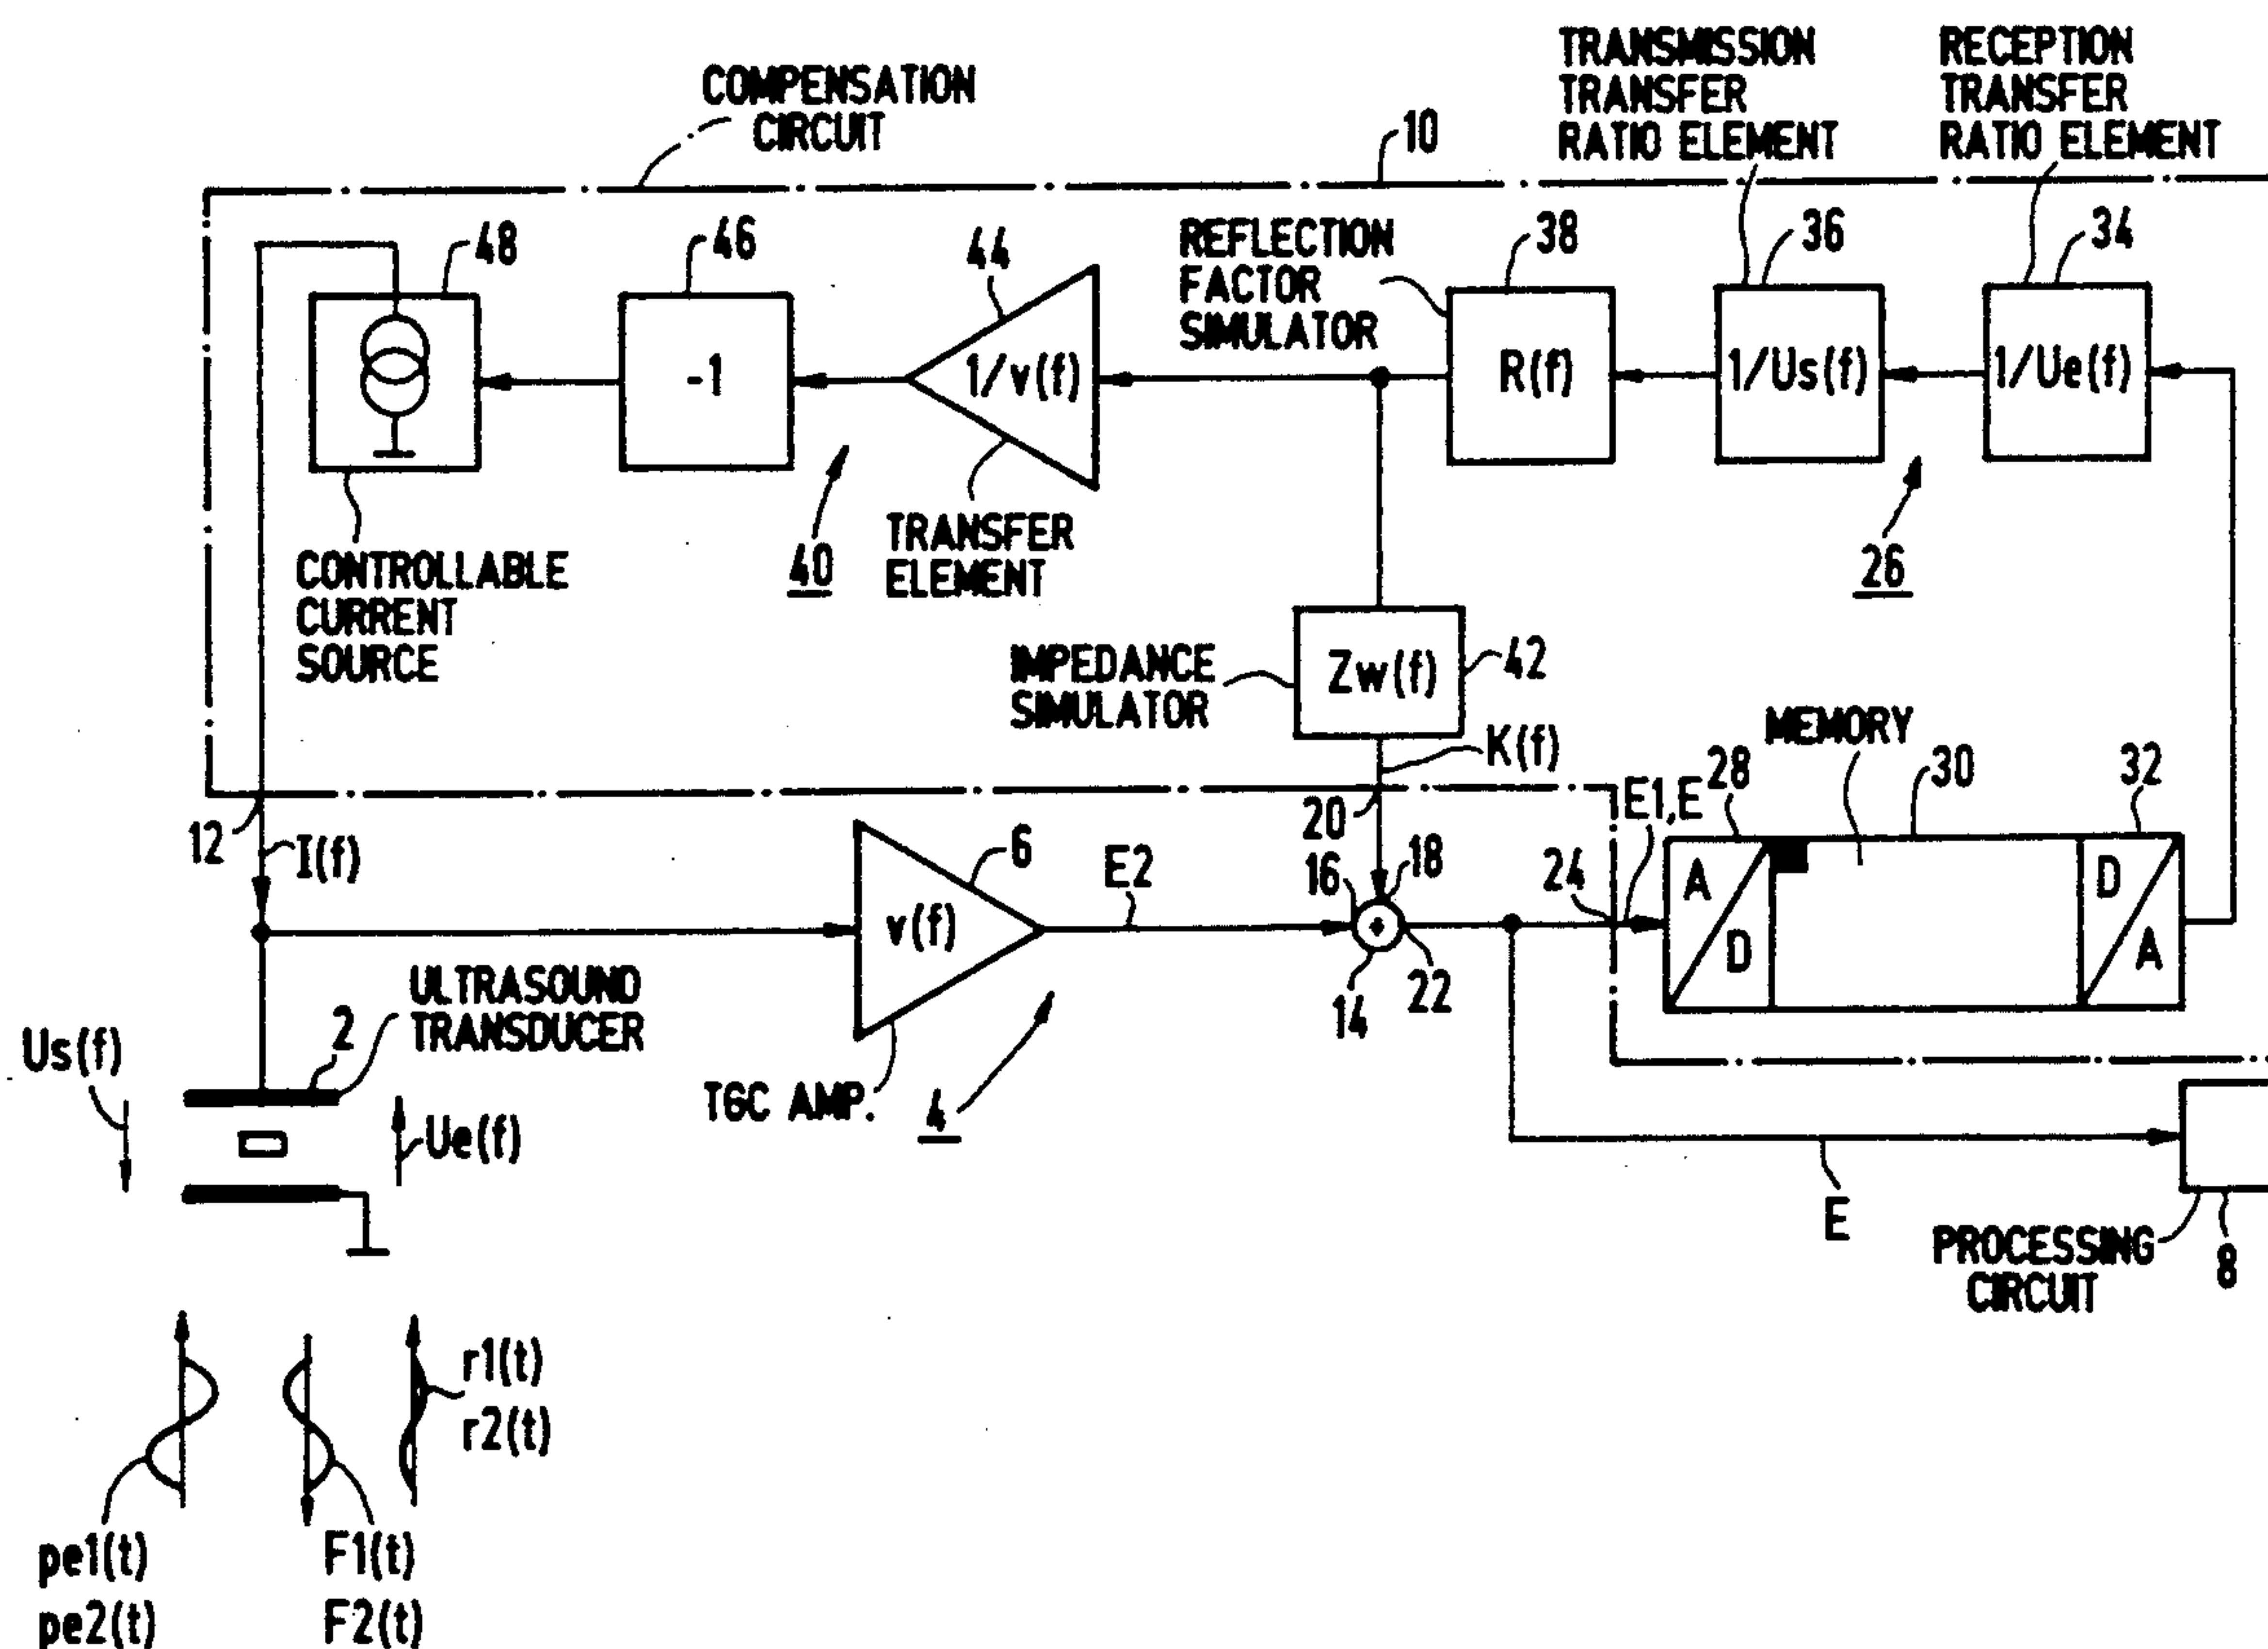 COMPENSATION
CIRCUIT
10
TRANSMISSION
TRANSFER
RATIO ELEMENT
RECEPTION
TRANSFER
RATIO ELEMENT
48
46
44
REFLECTION
FACTOR
SIMULATOR
38
36
34
-1
1/v(f)
R(f)
1/Us(f)
1/Ue(f)
CONTROLLABLE
CURRENT
SOURCE
40
TRANSFER
ELEMENT
26
IMPEDANCE
SIMULATOR
Zw(f)
42
K(f)
MEMORY
28
30
32
12
I(f)
6
E2
20
16
18
24
E1,E
v(f)
+
A
D
D
A
14
22
ULTRASOUND
TRANSDUCER
2
Us(f)
Ue(f)
TGC AMP.
4
E
PROCESSING
CIRCUIT
8
r1(t)
r2(t)
pe1(t)
pe2(t)
F1(t)
F2(t)